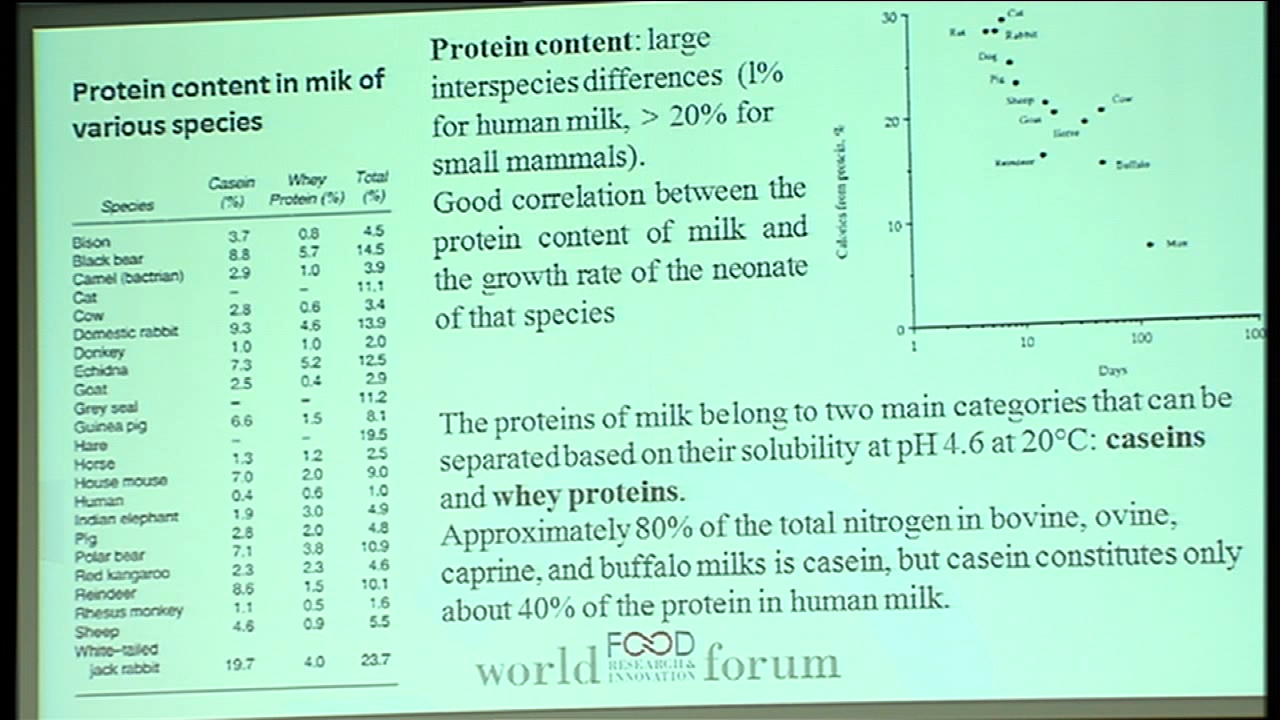 Protein content in mik of
various species
Species Casein (%) Whey Protein (%) Total (%)
Bison 3.7 0.8 4.5
Black bear 8.8 5.7 14.5
Camel (bactrian) 2.9 1.0 3.9
Cat – – 11.1
Cow 2.8 0.6 3.4
Domestic rabbit 9.3 4.6 13.9
Donkey 1.0 1.0 2.0
Echidna 7.3 5.2 12.5
Goat 2.5 0.4 2.9
Grey seal – – 11.2
Guinea pig 6.6 1.5 8.1
Hare – – 19.5
Horse 1.3 1.2 2.5
House mouse 7.0 2.0 9.0
Human 0.4 0.6 1.0
Indian elephant 1.9 3.0 4.9
Pig 2.8 2.0 4.8
Polar bear 7.1 3.8 10.9
Red kangaroo 2.3 2.3 4.6
Reindeer 8.6 1.5 10.1
Rhesus monkey 1.1 0.5 1.6
Sheep 4.6 0.9 5.5
White-tailed
jack rabbit 19.7 4.0 23.7
Protein content: large
interspecies differences (1%
for human milk, > 20% for
small mammals).
Good correlation between the
protein content of milk and
the growth rate of the neonate
of that species
30
20
10
0
Calories from protein, %
Cat
Rat
Rabbit
Dog
Pig
Sheep
Cow
Goat
Horse
Reindeer
Buffalo
Man
1 10 100
Days
The proteins of milk belong to two main categories that can be
separated based on their solubility at pH 4.6 at 20°C: caseins
and whey proteins.
Approximately 80% of the total nitrogen in bovine, ovine,
caprine, and buffalo milks is casein, but casein constitutes only
about 40% of the protein in human milk.
world FOOD RESEARCH & INNOVATION forum